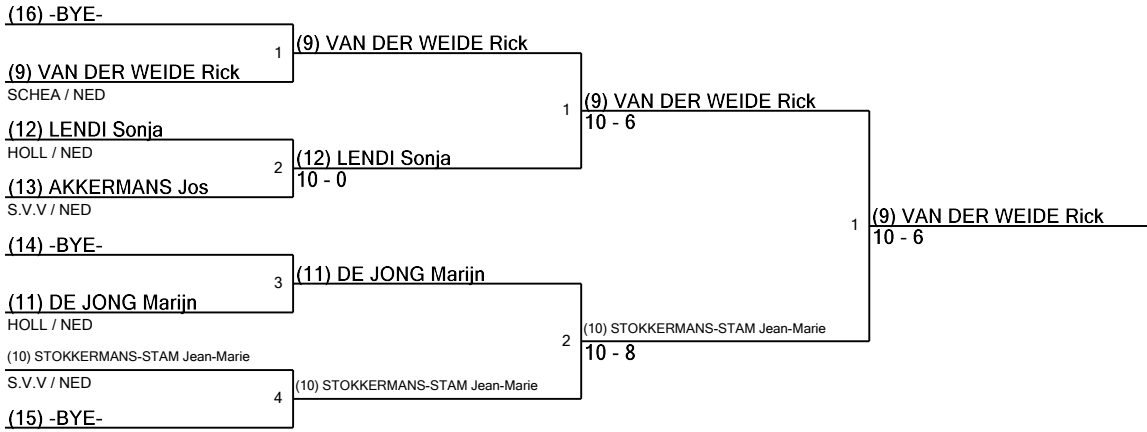 (16) -BYE-
1
(9) VAN DER WEIDE Rick
(9) VAN DER WEIDE Rick
SCHEA / NED
1
(9) VAN DER WEIDE Rick
10 - 6
(12) LENDI Sonja
HOLL / NED
2
(12) LENDI Sonja
10 - 0
(13) AKKERMANS Jos
S.V.V / NED
1
(9) VAN DER WEIDE Rick
10 - 6
(14) -BYE-
3
(11) DE JONG Marijn
(11) DE JONG Marijn
HOLL / NED
2
(10) STOKKERMANS-STAM Jean-Marie
10 - 8
(10) STOKKERMANS-STAM Jean-Marie
S.V.V / NED
4
(10) STOKKERMANS-STAM Jean-Marie
(15) -BYE-